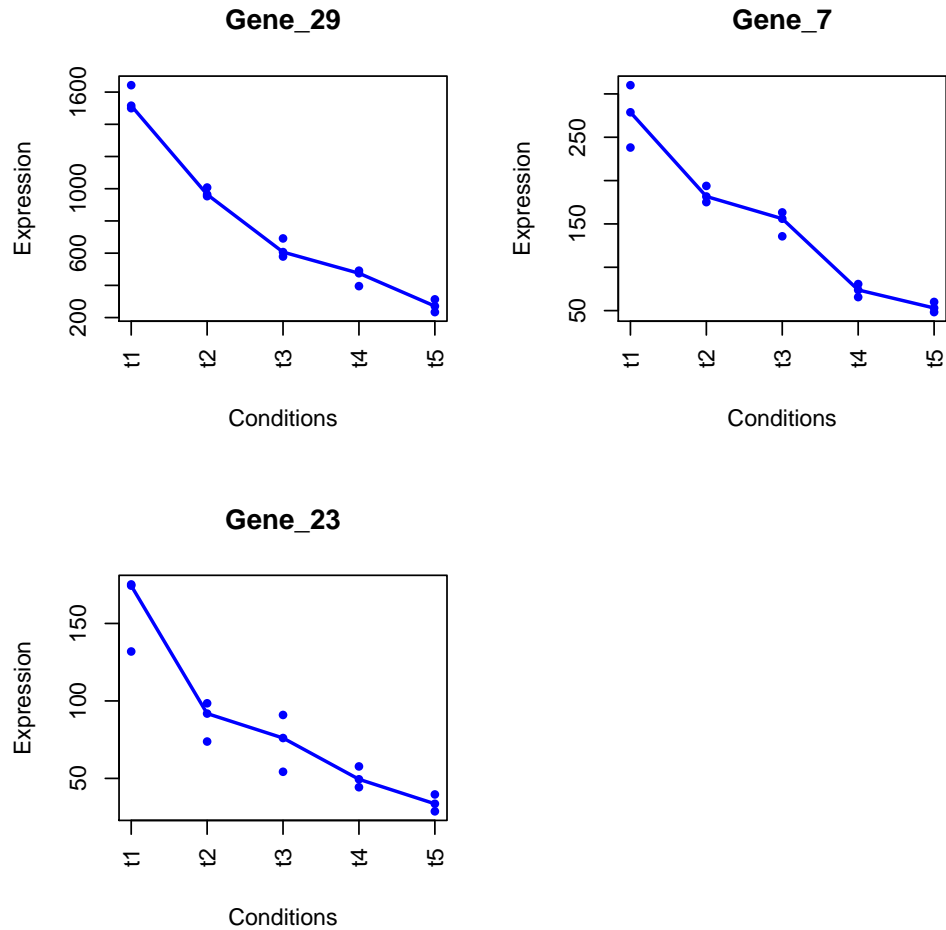 Gene_29
Expression
1600
1000
600
200
t1 t2 t3 t4 t5
Conditions
Gene_7
Expression
250
150
50
t1 t2 t3 t4 t5
Conditions
Gene_23
Expression
150
100
50
t1 t2 t3 t4 t5
Conditions